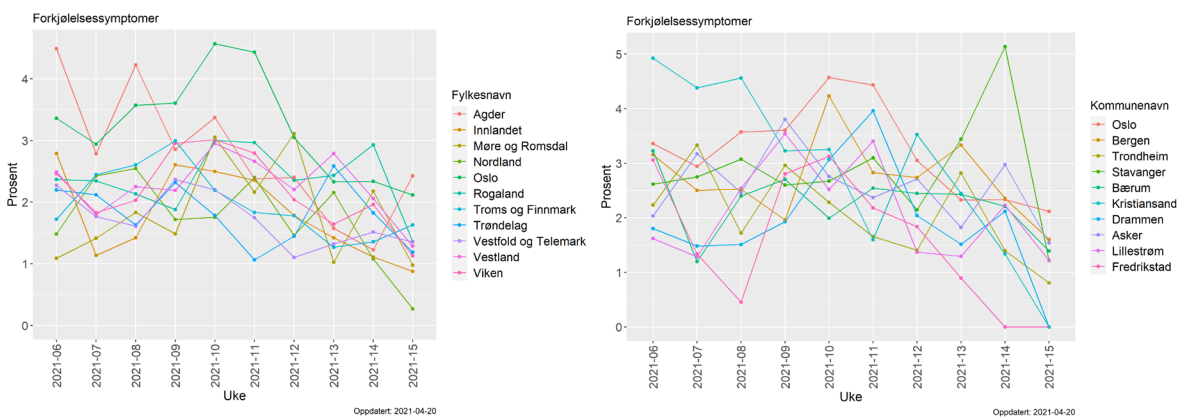 Forkjølelsessymptomer
Prosent
4
3
2
1
0
2021-06
2021-07
2021-08
2021-09
2021-10
2021-11
2021-12
2021-13
2021-14
2021-15
Uke
Oppdatert: 2021-04-20
Fylkesnavn
Agder
Innlandet
Møre og Romsdal
Nordland
Oslo
Rogaland
Troms og Finnmark
Trøndelag
Vestfold og Telemark
Vestland
Viken
Forkjølelsessymptomer
Prosent
5
4
3
2
1
0
2021-06
2021-07
2021-08
2021-09
2021-10
2021-11
2021-12
2021-13
2021-14
2021-15
Uke
Oppdatert: 2021-04-20
Kommunenavn
Oslo
Bergen
Trondheim
Stavanger
Bærum
Kristiansand
Drammen
Asker
Lillestrøm
Fredrikstad